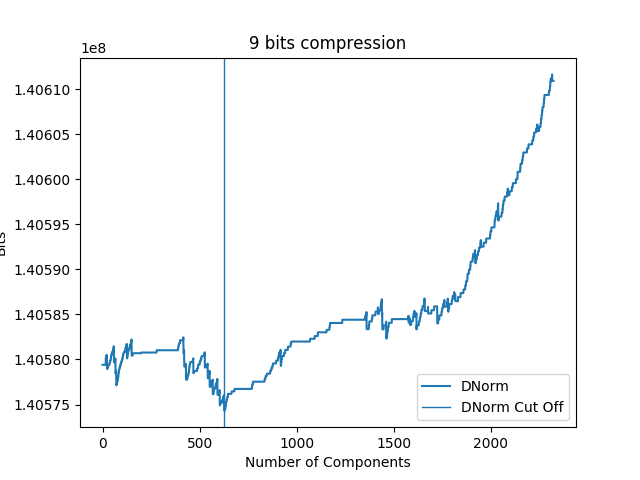 9 bits compression
1e8
1.40610
1.40605
1.40600
1.40595
1.40590
1.40585
1.40580
1.40575
Bits
0 500 1000 1500 2000
Number of Components
DNorm
DNorm Cut Off